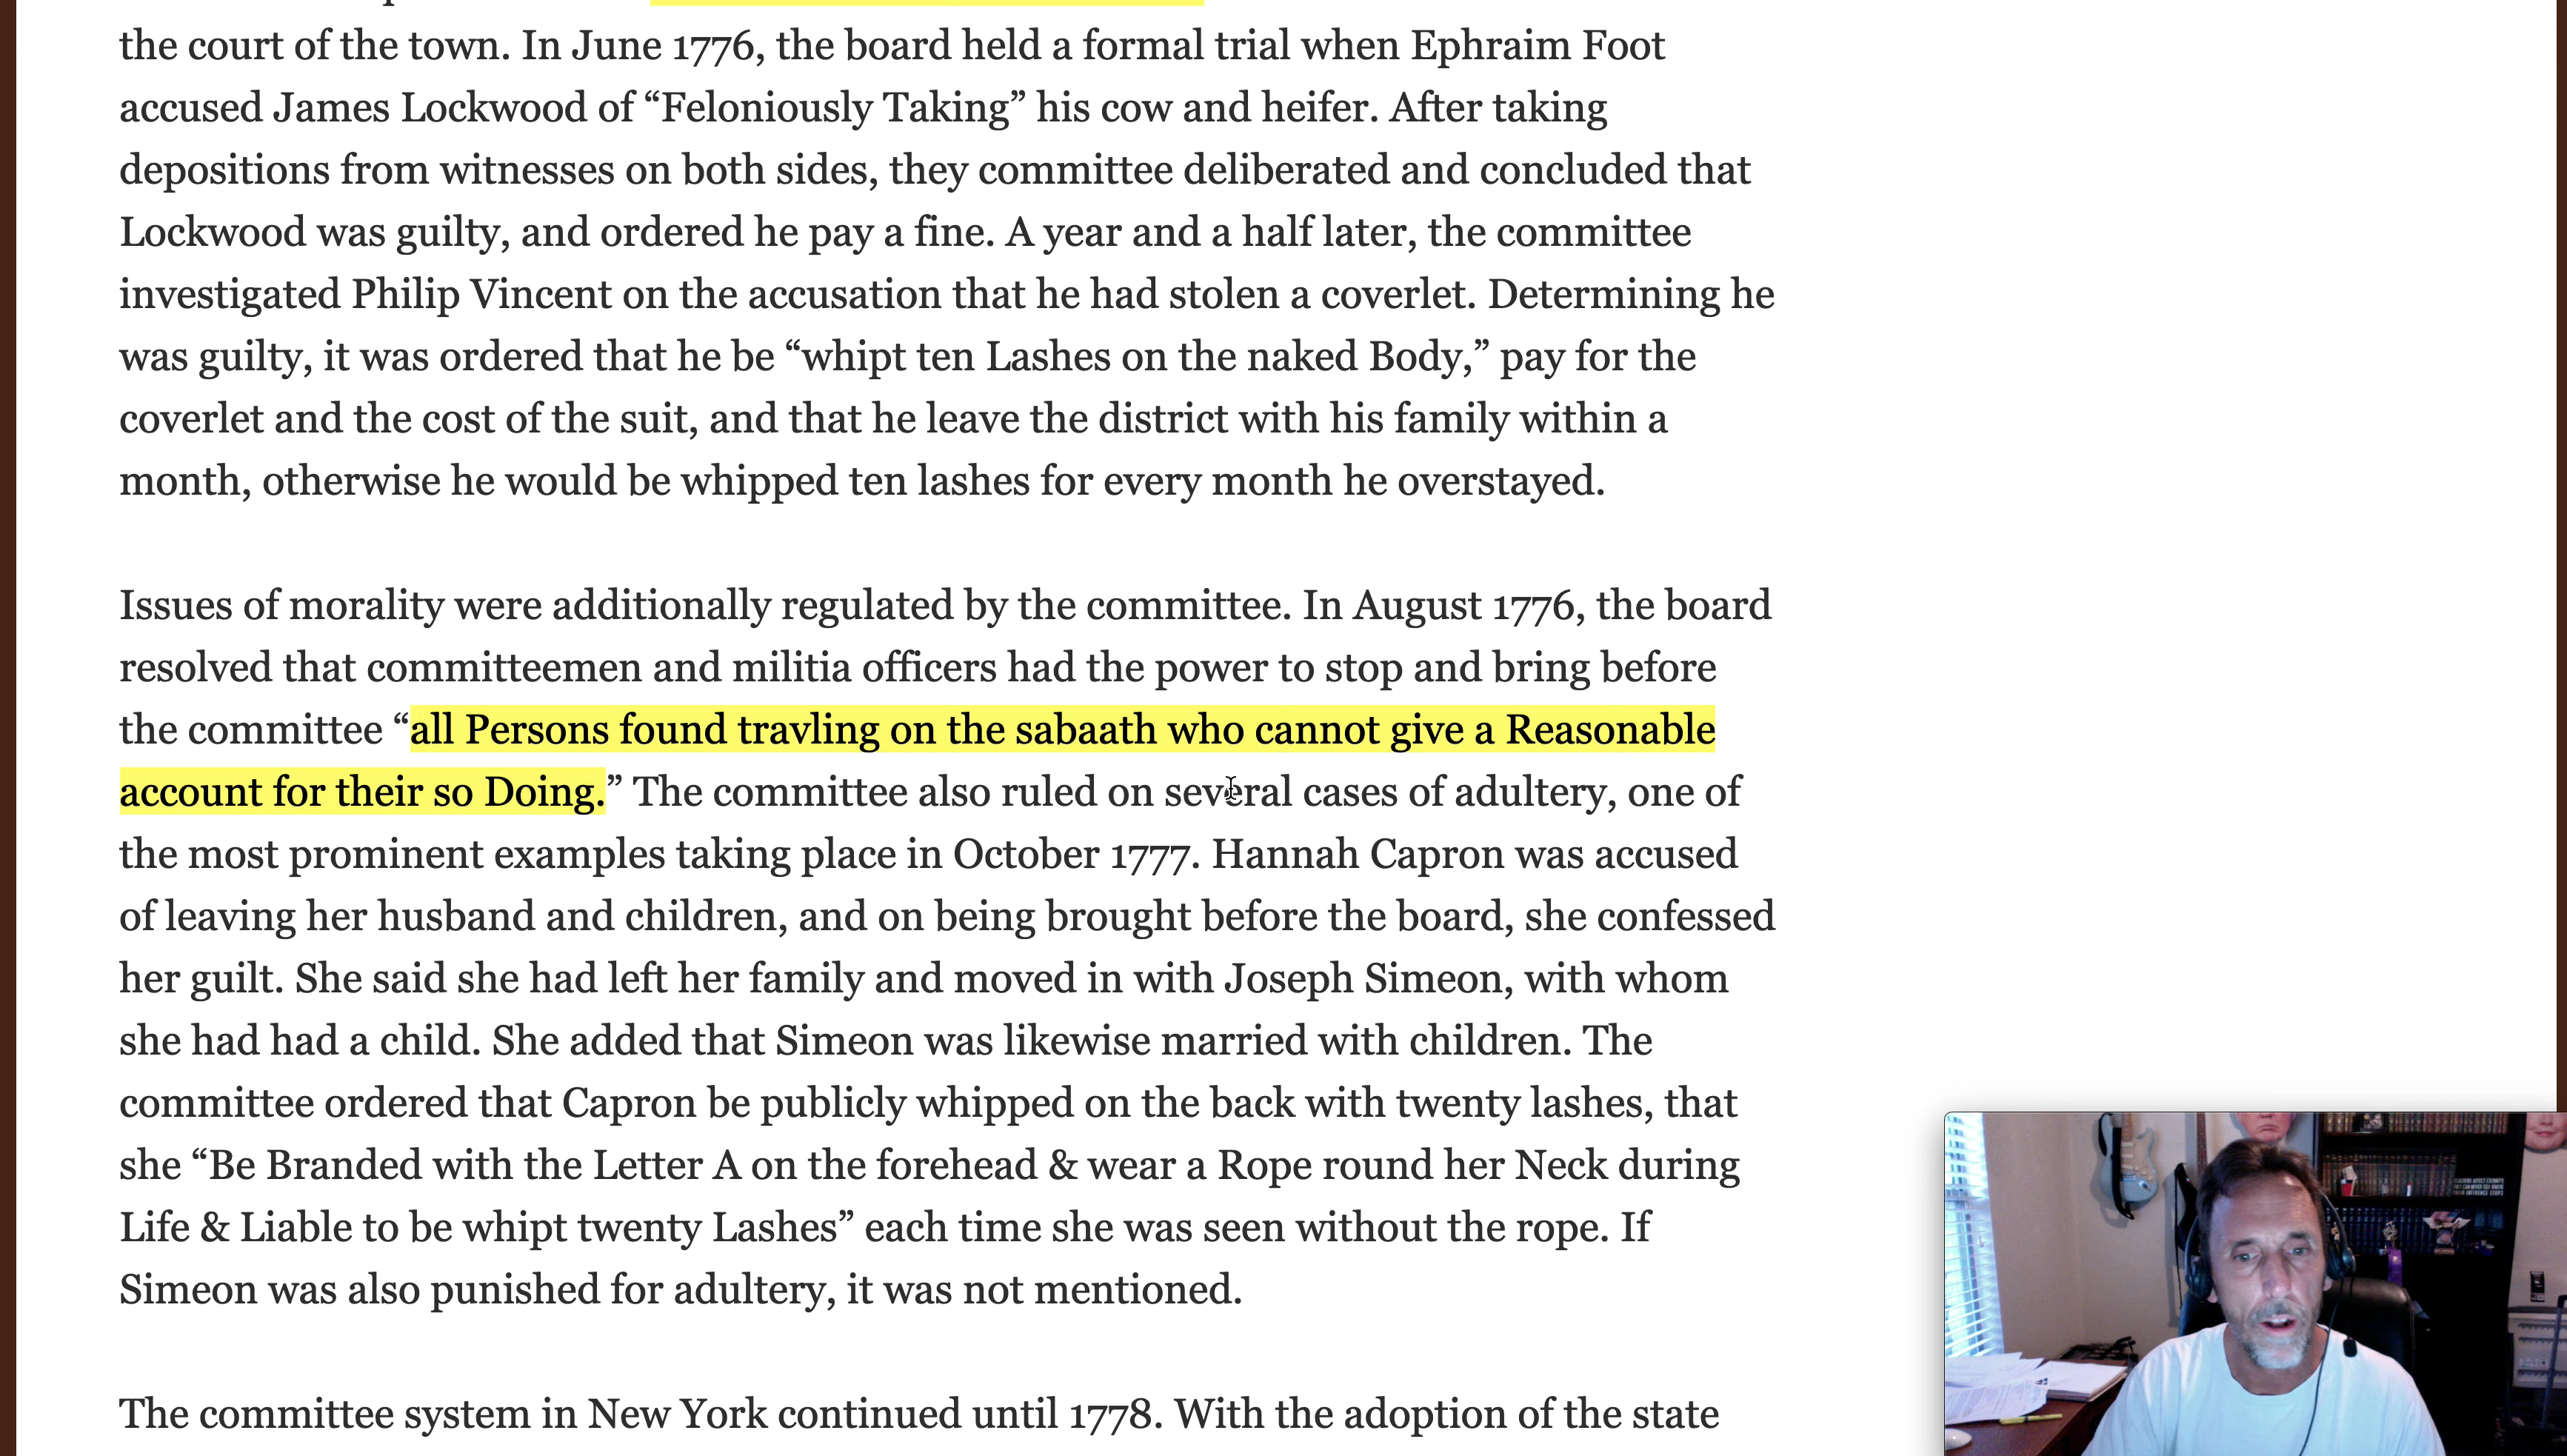 the court of the town. In June 1776, the board held a formal trial when Ephraim Foot
accused James Lockwood of “Feloniously Taking” his cow and heifer. After taking
depositions from witnesses on both sides, they committee deliberated and concluded that
Lockwood was guilty, and ordered he pay a fine. A year and a half later, the committee
investigated Philip Vincent on the accusation that he had stolen a coverlet. Determining he
was guilty, it was ordered that he be “whipt ten Lashes on the naked Body,” pay for the
coverlet and the cost of the suit, and that he leave the district with his family within a
month, otherwise he would be whipped ten lashes for every month he overstayed.
Issues of morality were additionally regulated by the committee. In August 1776, the board
resolved that committeemen and militia officers had the power to stop and bring before
the committee “all Persons found travling on the sabaath who cannot give a Reasonable
account for their so Doing.” The committee also ruled on several cases of adultery, one of
the most prominent examples taking place in October 1777. Hannah Capron was accused
of leaving her husband and children, and on being brought before the board, she confessed
her guilt. She said she had left her family and moved in with Joseph Simeon, with whom
she had had a child. She added that Simeon was likewise married with children. The
committee ordered that Capron be publicly whipped on the back with twenty lashes, that
she “Be Branded with the Letter A on the forehead & wear a Rope round her Neck during
Life & Liable to be whipt twenty Lashes” each time she was seen without the rope. If
Simeon was also punished for adultery, it was not mentioned.
The committee system in New York continued until 1778. With the adoption of the state